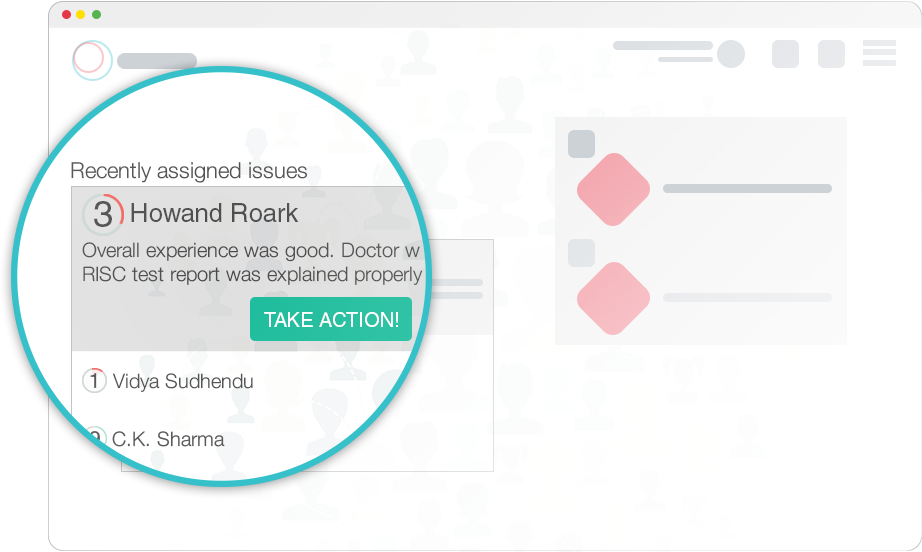 Recently assigned issues
3 Howand Roark
Overall experience was good. Doctor w
RISC test report was explained properly
TAKE ACTION!
1 Vidya Sudhendu
C.K. Sharma